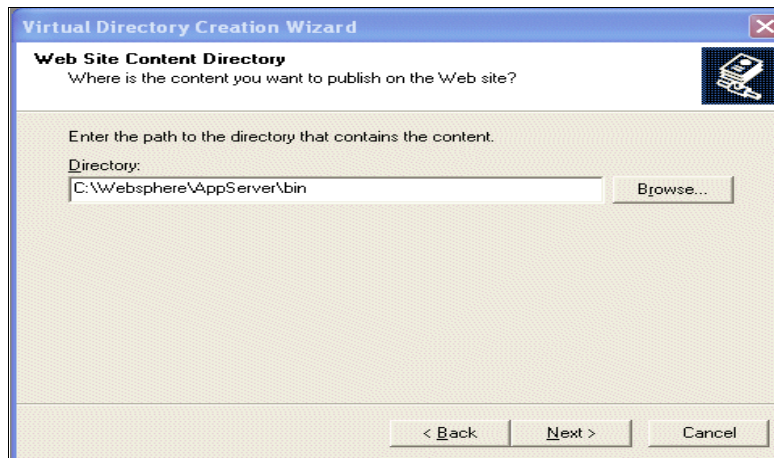 Virtual Directory Creation Wizard
Web Site Content Directory
Where is the content you want to publish on the Web site?
Enter the path to the directory that contains the content.
Directory:
C:\Websphere\AppServer\bin
Browse...
< Back Next > Cancel